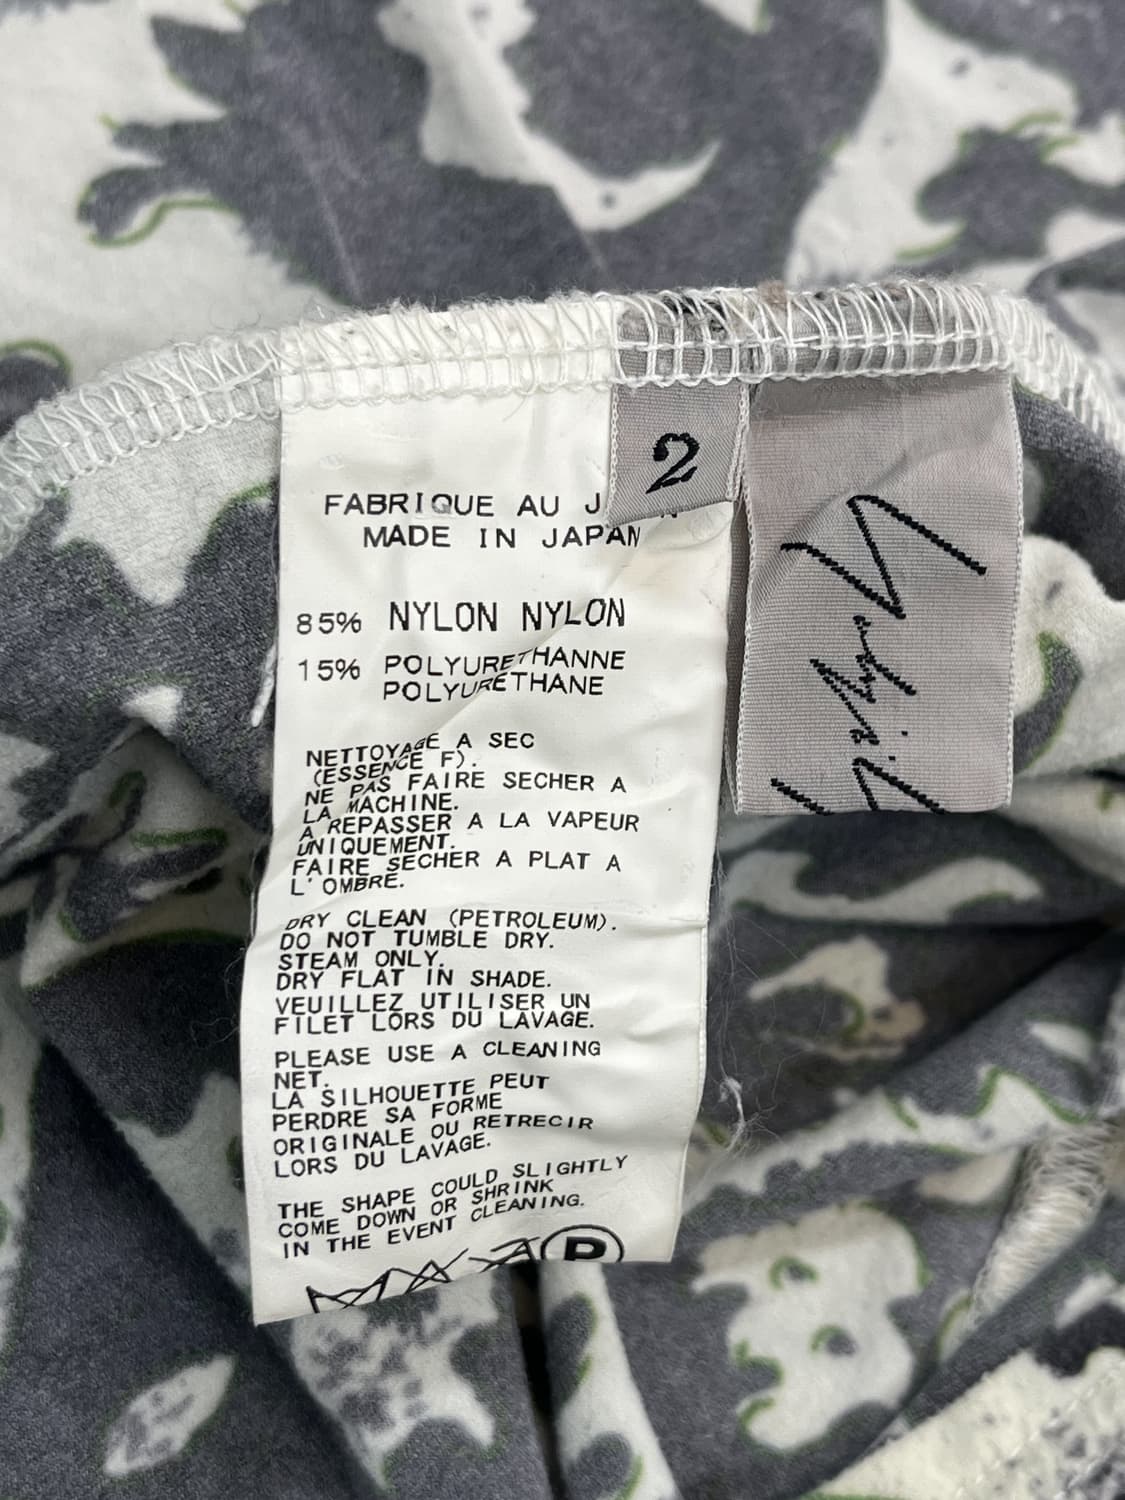 2
FABRIQUE AU J
MADE IN JAPAN
85% NYLON NYLON
15% POLYURETHANNE
POLYURÉTHANE
NETTOYAGE A SEC
(ESSENCE F).
NE PAS FAIRE SECHER A
LA MACHINE.
A REPASSER A LA VAPEUR
UNIQUEMENT.
FAIRE SECHER A PLAT A
L'OMBRE.
DRY CLEAN (PETROLEUM).
DO NOT TUMBLE DRY.
STEAM ONLY.
DRY FLAT IN SHADE.
VEUILLEZ UTILISER UN
FILET LORS DU LAVAGE.
PLEASE USE A CLEANING
NET.
LA SILHOUETTE PEUT
PERDRE SA FORME
ORIGINALE OU RETRECIR
LORS DU LAVAGE.
THE SHAPE COULD SLIGHTLY
COME DOWN OR SHRINK
IN THE EVENT CLEANING.
P